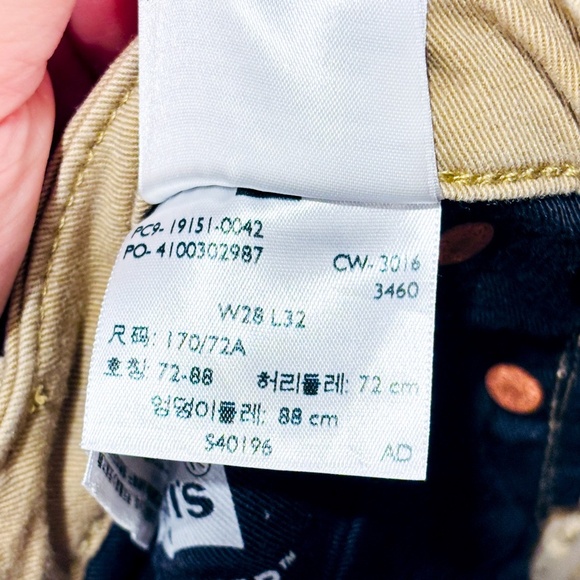 PC9- 19151-0042
PO- 4100302987
CW- 3016
3460
W28 L32
尺码: 170/72A
호칭: 72-88 허리둘레: 72 cm
엉덩이둘레: 88 cm
S40196 AD
®
™